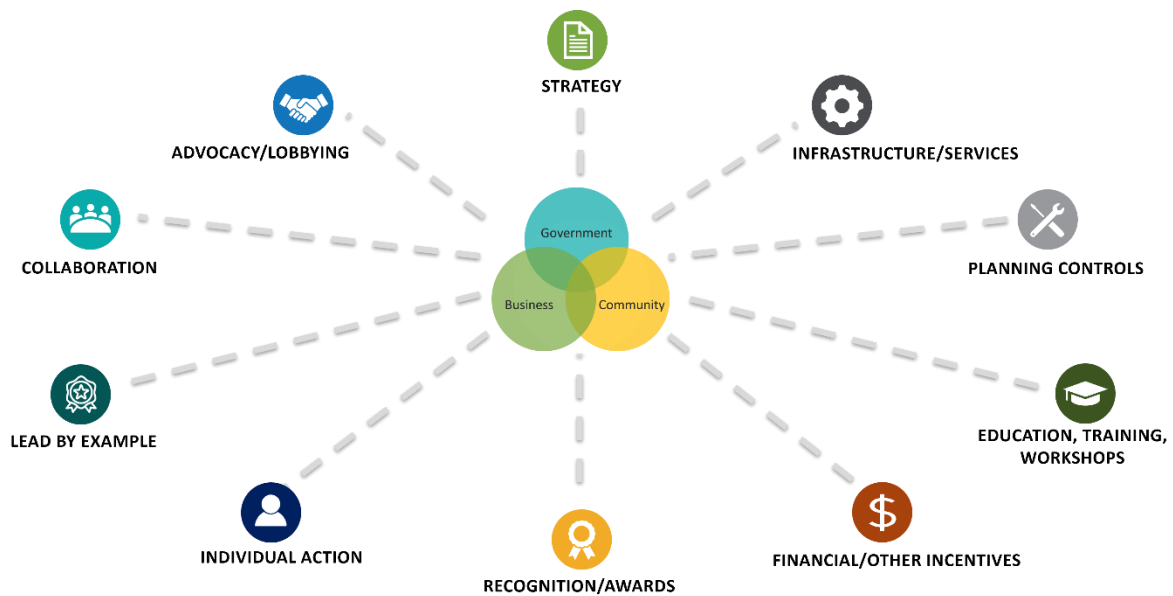 STRATEGY
ADVOCACY/LOBBYING
INFRASTRUCTURE/SERVICES
Government
COLLABORATION
PLANNING CONTROLS
Business
Community
LEAD BY EXAMPLE
EDUCATION, TRAINING,
WORKSHOPS
INDIVIDUAL ACTION
FINANCIAL/OTHER INCENTIVES
RECOGNITION/AWARDS
$